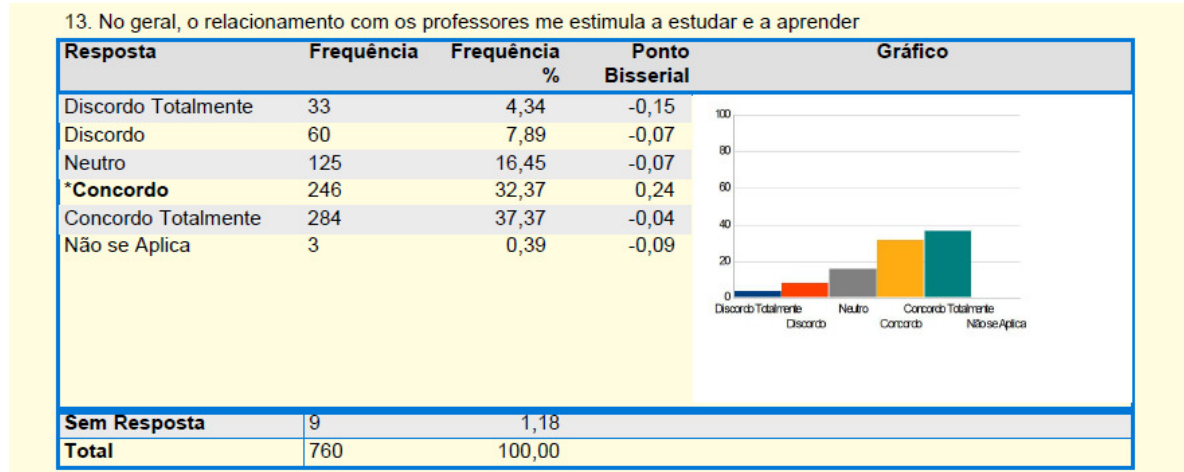 13. No geral, o relacionamento com os professores me estimula a estudar e a aprender
Resposta Frequência Frequência % Ponto Bisserial Gráfico
Discordo Totalmente 33 4,34 -0,15
Discordo 60 7,89 -0,07
Neutro 125 16,45 -0,07
*Concordo 246 32,37 0,24
Concordo Totalmente 284 37,37 -0,04
Não se Aplica 3 0,39 -0,09
100
80
60
40
20
0
Discordo Totalmente Neutro Concordo Totalmente
Discordo Concordo Não se Aplica
Sem Resposta 9 1,18
Total 760 100,00